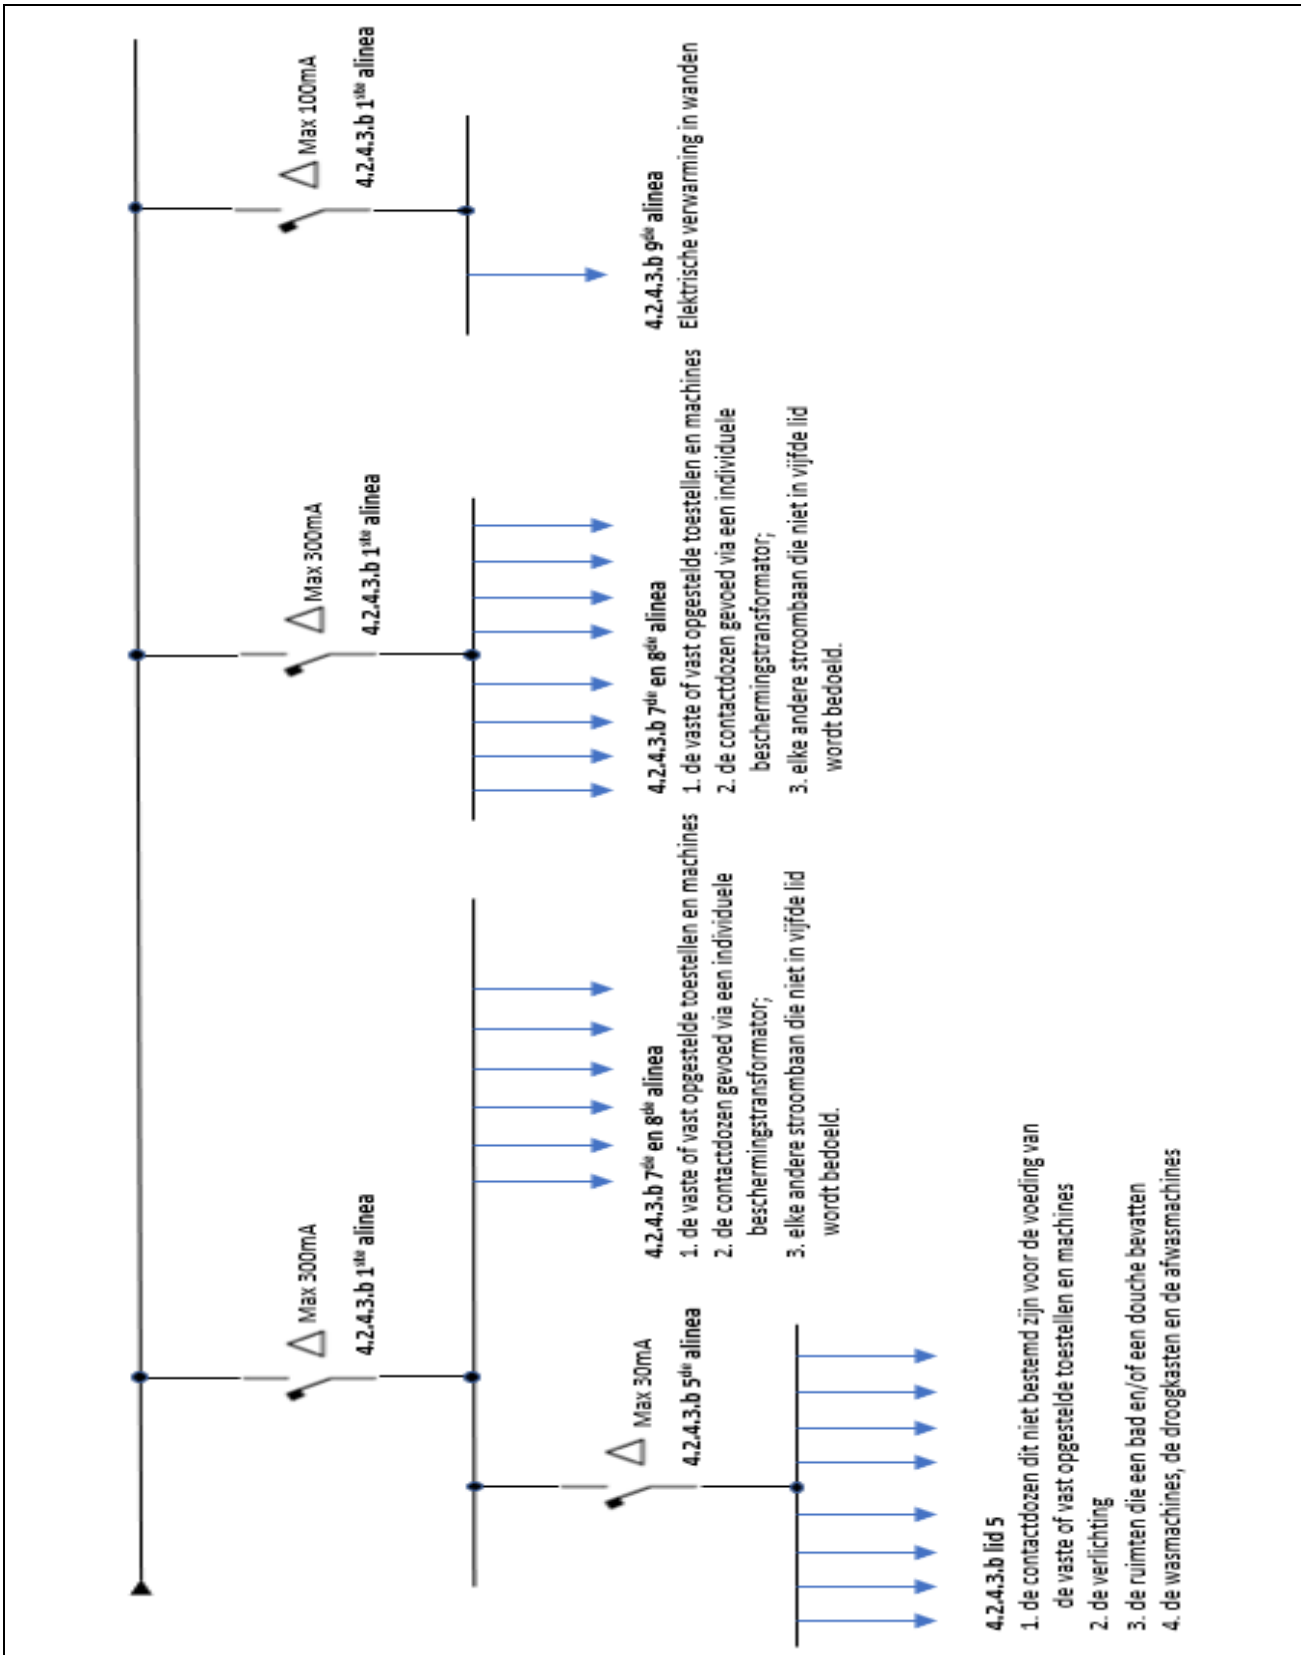 Max 300mA
4.2.4.3.b 1ste alinea
Max 30mA
4.2.4.3.b 5de alinea
4.2.4.3.b lid 5
1. de contactdozen dit niet bestemd zijn voor de voeding van
de vaste of vast opgestelde toestellen en machines
2. de verlichting
3. de ruimten die een bad en/of een douche bevatten
4. de wasmachines, de droogkasten en de afwasmachines
4.2.4.3.b 7de en 8de alinea
1. de vaste of vast opgestelde toestellen en machines
2. de contactdozen gevoed via een individuele
beschermingstransformator;
3. elke andere stroombaan die niet in vijfde lid
wordt bedoeld.
Max 300mA
4.2.4.3.b 1ste alinea
4.2.4.3.b 7de en 8de alinea
1. de vaste of vast opgestelde toestellen en machines
2. de contactdozen gevoed via een individuele
beschermingstransformator;
3. elke andere stroombaan die niet in vijfde lid
wordt bedoeld.
Max 100mA
4.2.4.3.b 1ste alinea
4.2.4.3.b 9de alinea
Elektrische verwarming in wanden